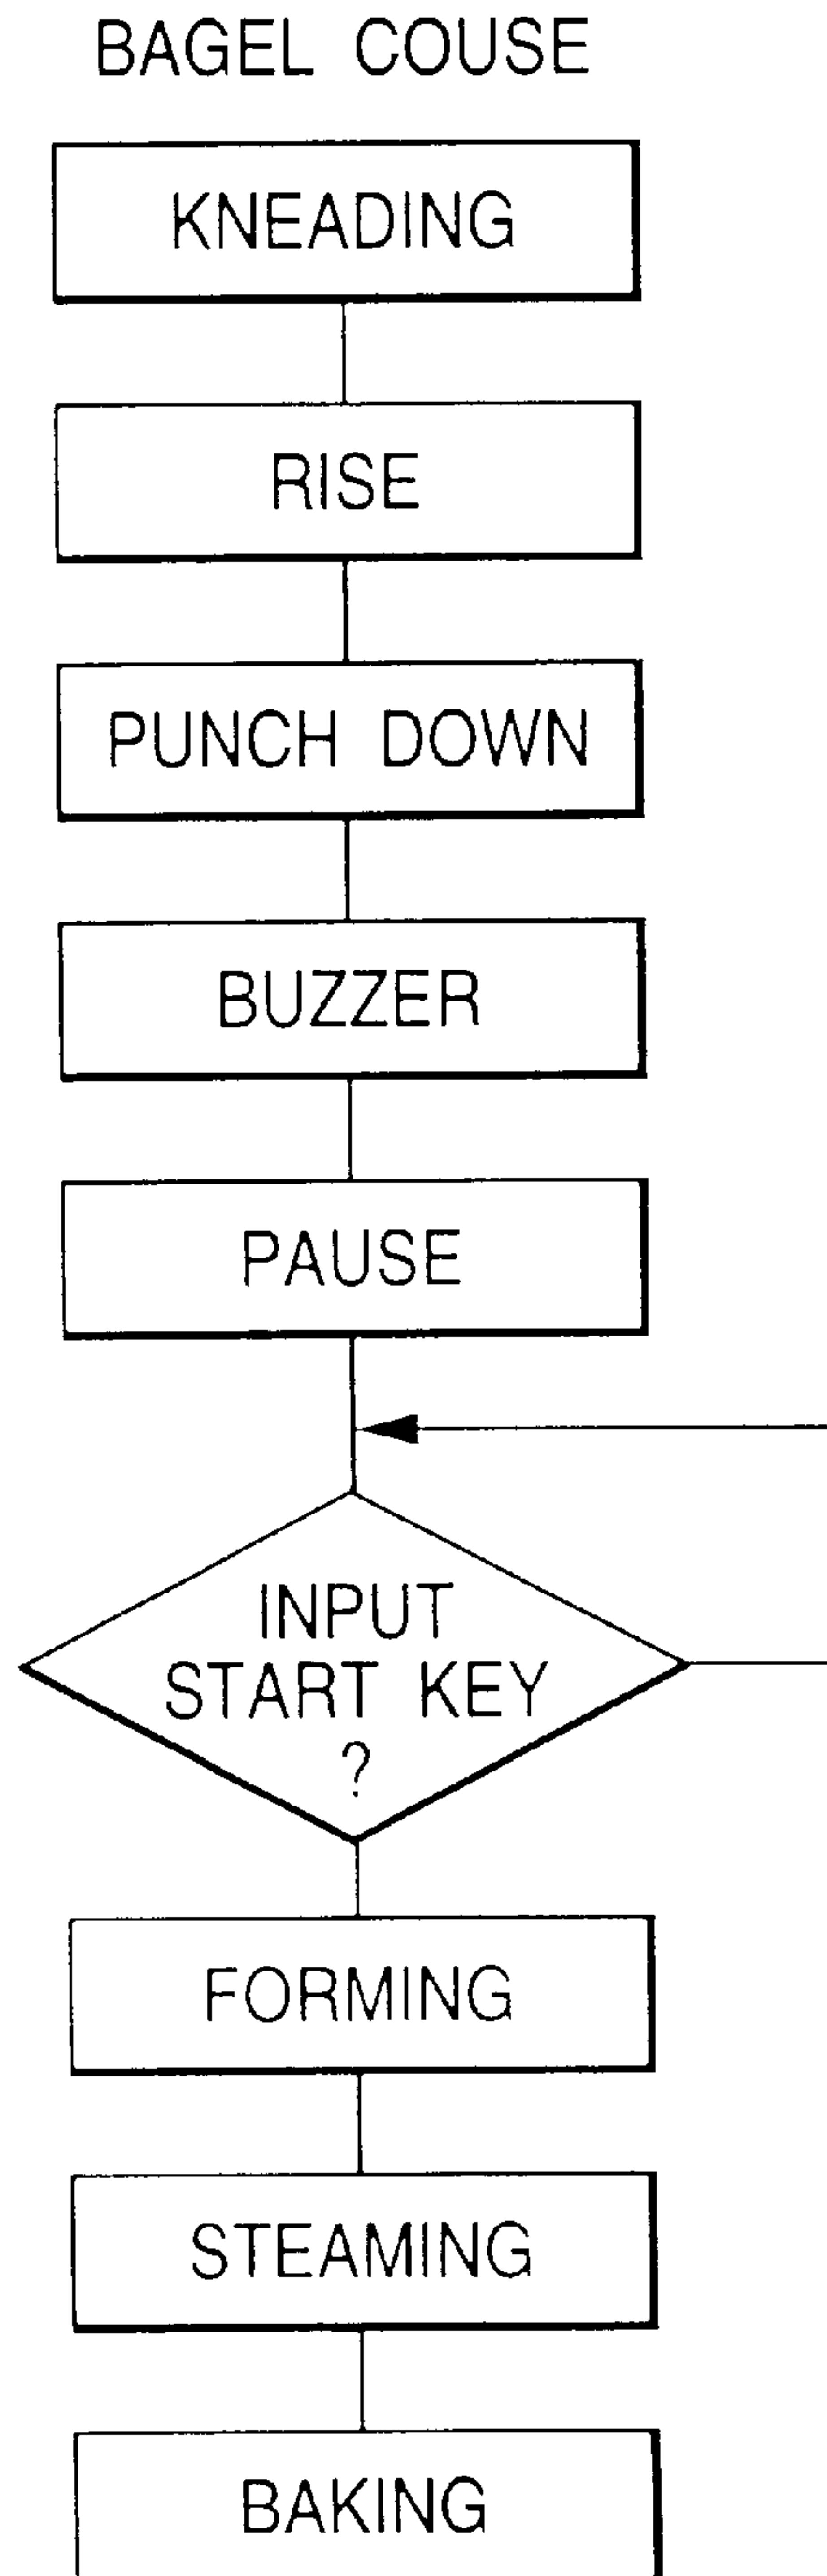 BAGEL COUSE
KNEADING
RISE
PUNCH DOWN
BUZZER
PAUSE
INPUT
START KEY
?
FORMING
STEAMING
BAKING